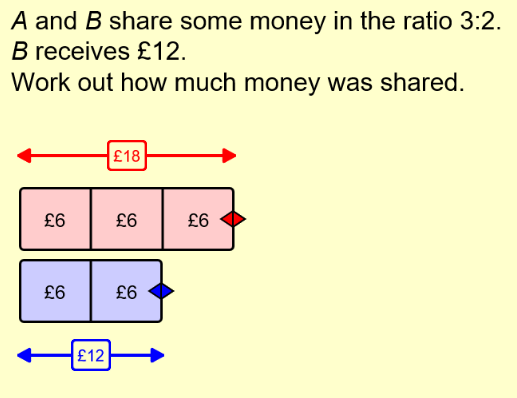 A and B share some money in the ratio 3:2.
B receives £12.
Work out how much money was shared.
£18
£6 £6 £6
£6 £6
£12